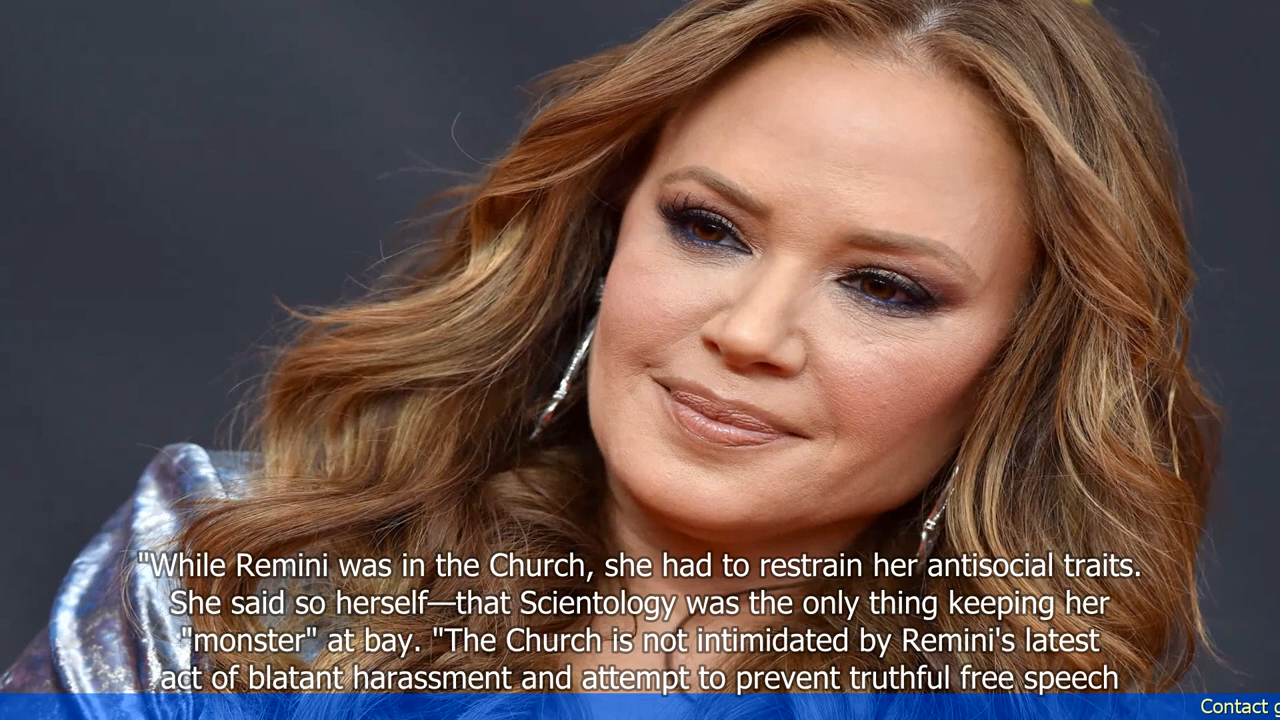 "While Remini was in the Church, she had to restrain her antisocial traits.
She said so herself—that Scientology was the only thing keeping her
"monster" at bay. "The Church is not intimidated by Remini's latest
act of blatant harassment and attempt to prevent truthful free speech
Contact